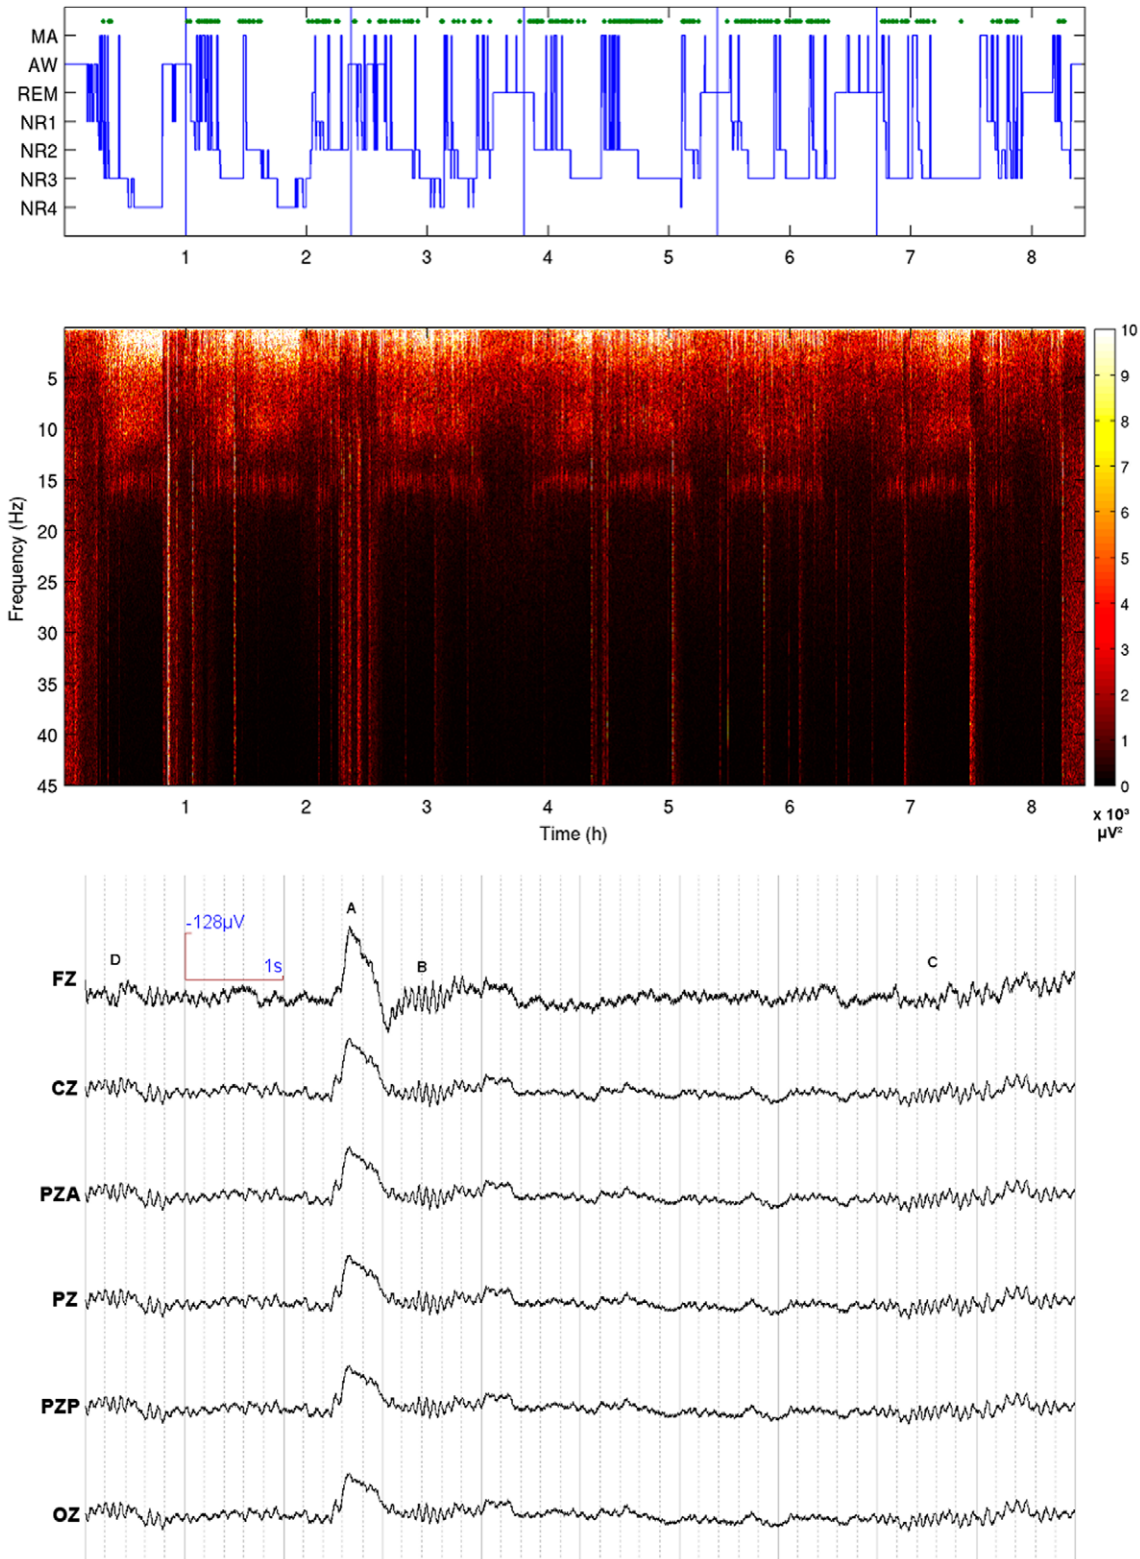 MA
AW
REM
NR1
NR2
NR3
NR4
1 2 3 4 5 6 7 8
5
10
15
20
25
30
35
40
45
Frequency (Hz)
1 2 3 4 5 6 7 8
Time (h)
10
9
8
7
6
5
4
3
2
1
0
x 10³
µV²
A
-128µV
D
1s
B
C
FZ
CZ
PZA
PZ
PZP
OZ